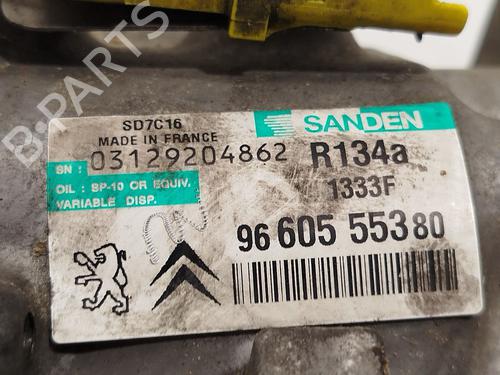 SD7C16
MADE IN FRANCE
SANDEN
SN : 03129204862
R134a
OIL : SP-10 OR EQUIV.
VARIABLE DISP.
1333F
96 605 553 80
B-PARTS